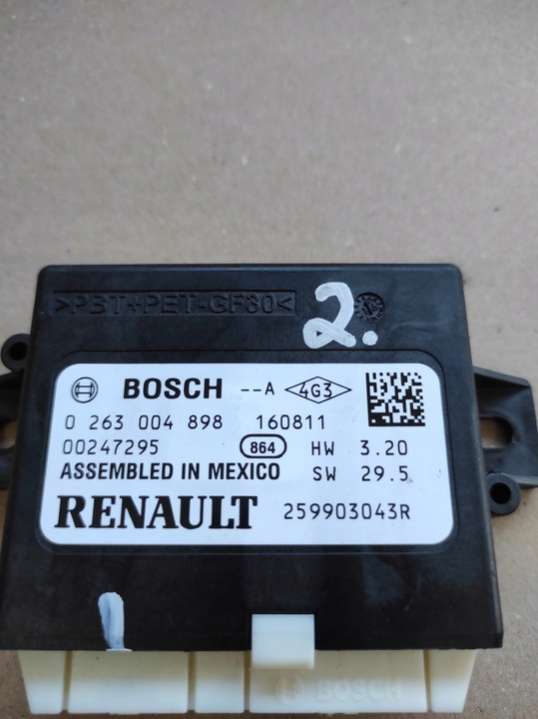 >PBT+PET-GF30<
2.
BOSCH --A 4G3
0 263 004 898 160811
00247295 864 HW 3.20
ASSEMBLED IN MEXICO SW 29.5
RENAULT 259903043R
BOSCH